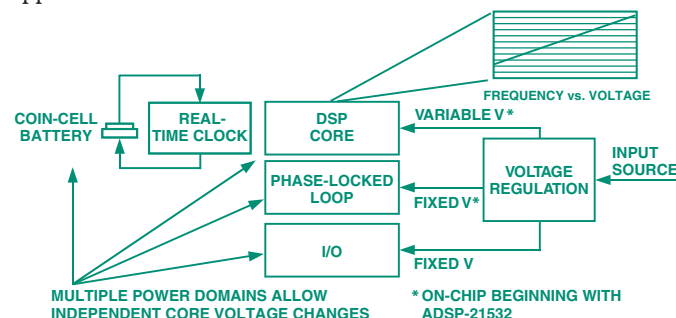 FREQUENCY vs. VOLTAGE
COIN-CELL
BATTERY
REAL-
TIME CLOCK
DSP
CORE
VARIABLE V*
PHASE-LOCKED
LOOP
FIXED V*
VOLTAGE
REGULATION
INPUT
SOURCE
I/O
FIXED V
MULTIPLE POWER DOMAINS ALLOW
INDEPENDENT CORE VOLTAGE CHANGES
* ON-CHIP BEGINNING WITH
ADSP-21532